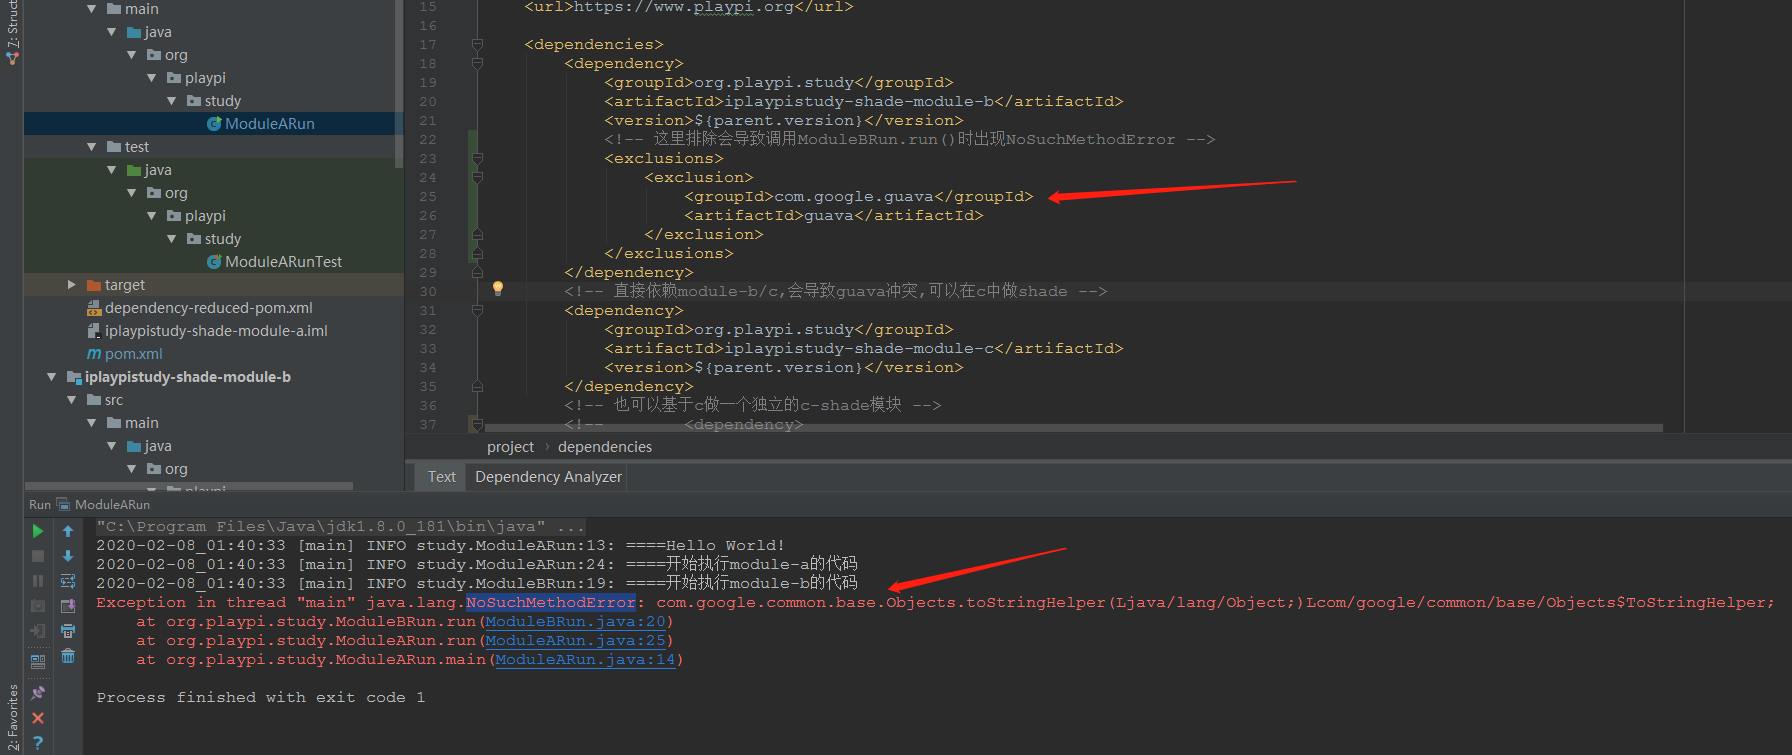 7: Struct
main
java
org
playpi
study
ModuleARun
test
java
org
playpi
study
ModuleARunTest
target
dependency-reduced-pom.xml
iplaypistudy-shade-module-a.iml
pom.xml
iplaypistudy-shade-module-b
src
main
java
org
playpi
15 <url>https://www.playpi.org</url>
16
17 <dependencies>
18 <dependency>
19 <groupId>org.playpi.study</groupId>
20 <artifactId>iplaypistudy-shade-module-b</artifactId>
21 <version>${parent.version}</version>
22 <!-- 这里排除会导致调用ModuleBRun.run()时出现NoSuchMethodError -->
23 <exclusions>
24 <exclusion>
25 <groupId>com.google.guava</groupId>
26 <artifactId>guava</artifactId>
27 </exclusion>
28 </exclusions>
29 </dependency>
30 <!-- 直接依赖module-b/c,会导致guava冲突,可以在c中做shade -->
31 <dependency>
32 <groupId>org.playpi.study</groupId>
33 <artifactId>iplaypistudy-shade-module-c</artifactId>
34 <version>${parent.version}</version>
35 </dependency>
36 <!-- 也可以基于c做一个独立的c-shade模块 -->
37 <!-- <dependency>
project › dependencies
Text Dependency Analyzer
Run ModuleARun
"C:\Program Files\Java\jdk1.8.0_181\bin\java" ...
2020-02-08_01:40:33 [main] INFO study.ModuleARun:13: ====Hello World!
2020-02-08_01:40:33 [main] INFO study.ModuleARun:24: ====开始执行module-a的代码
2020-02-08_01:40:33 [main] INFO study.ModuleBRun:19: ====开始执行module-b的代码
Exception in thread "main" java.lang.NoSuchMethodError: com.google.common.base.Objects.toStringHelper(Ljava/lang/Object;)Lcom/google/common/base/Objects$ToStringHelper;
at org.playpi.study.ModuleBRun.run(ModuleBRun.java:20)
at org.playpi.study.ModuleARun.run(ModuleARun.java:25)
at org.playpi.study.ModuleARun.main(ModuleARun.java:14)
Process finished with exit code 1
2: Favorites